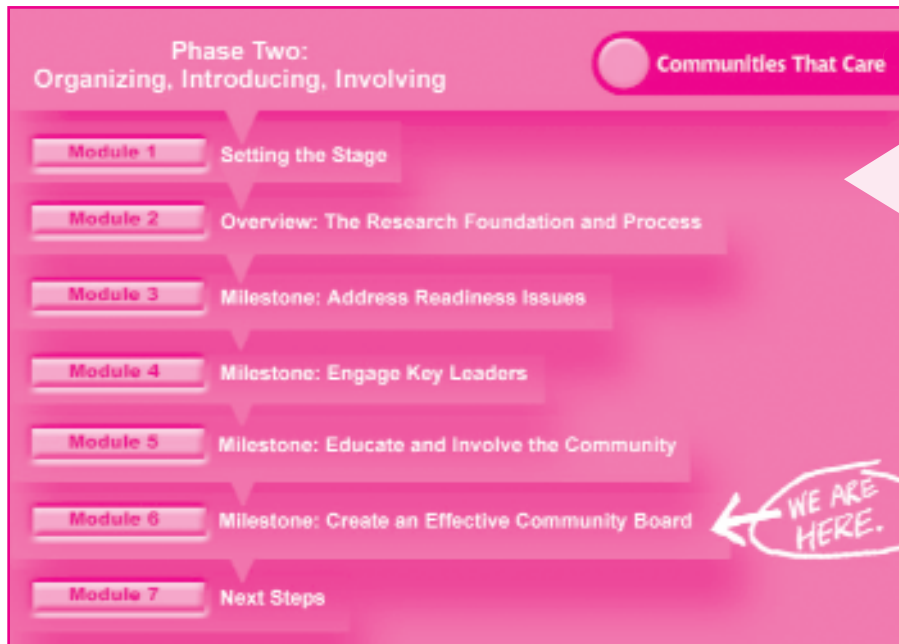 Phase Two:
Organizing, Introducing, Involving
Communities That Care
Module 1 Setting the Stage
Module 2 Overview: The Research Foundation and Process
Module 3 Milestone: Address Readiness Issues
Module 4 Milestone: Engage Key Leaders
Module 5 Milestone: Educate and Involve the Community
Module 6 Milestone: Create an Effective Community Board
WE ARE
HERE.
Module 7 Next Steps